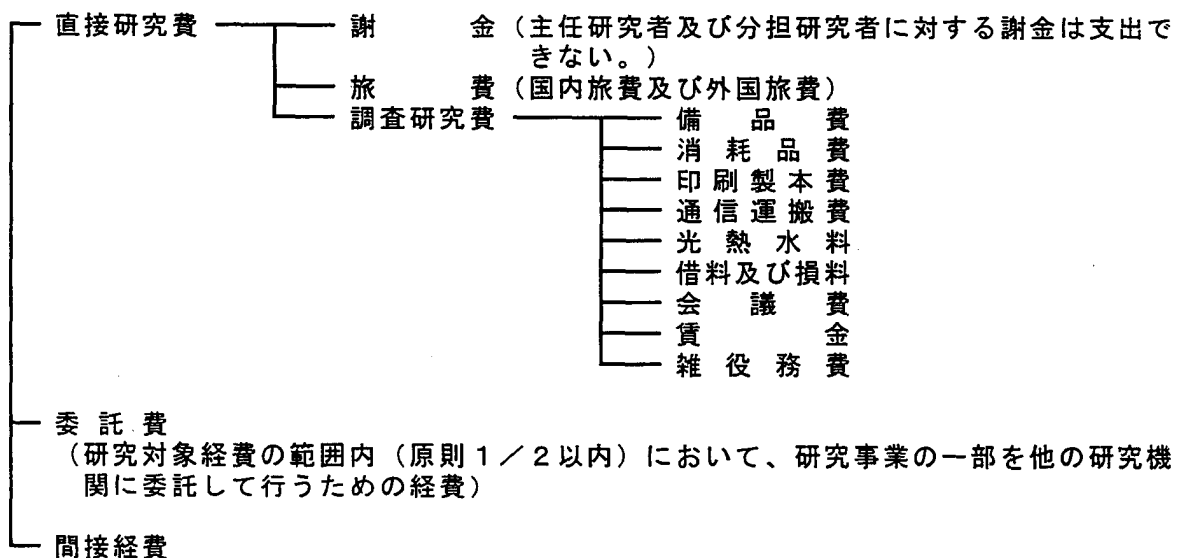 直接研究費 謝 金(主任研究者及び分担研究者に対する謝金は支出で
きない。)
旅 費(国内旅費及び外国旅費)
調査研究費 備 品 費
消 耗 品 費
印刷製本費
通信運搬費
光 熱 水 料
借料及び損料
会 議 費
賃 金
雑 役 務 費
委 託 費
(研究対象経費の範囲内(原則1/2以内)において、研究事業の一部を他の研究機
関に委託して行うための経費)
間接経費